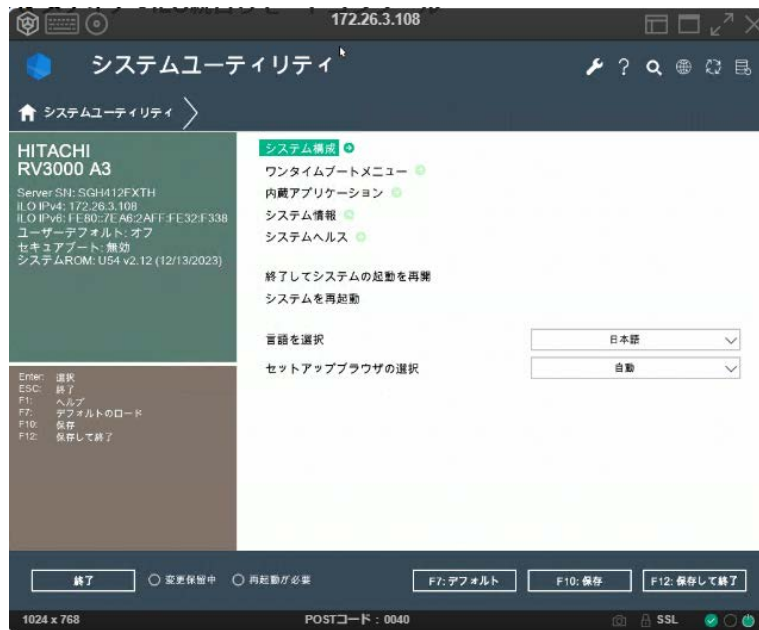 172.26.3.108
システムユーティリティ
システムユーティリティ
HITACHI
RV3000 A3
Server SN: SGH412FXTH
iLO IPv4: 172.26.3.108
iLO IPv6: FE80::7EA6:2AFF:FE32:F338
ユーザーデフォルト: オフ
セキュアブート: 無効
システムROM: U54 v2.12 (12/13/2023)
Enter: 選択
ESC: 終了
F1: ヘルプ
F7: デフォルトのロード
F10: 保存
F12: 保存して終了
システム構成
ワンタイムブートメニュー
内蔵アプリケーション
システム情報
システムヘルス
終了してシステムの起動を再開
システムを再起動
言語を選択 日本語
セットアップブラウザの選択 自動
終了 変更保留中 再起動が必要 F7: デフォルト F10: 保存 F12: 保存して終了
1024 x 768 POSTコード : 0040 SSL